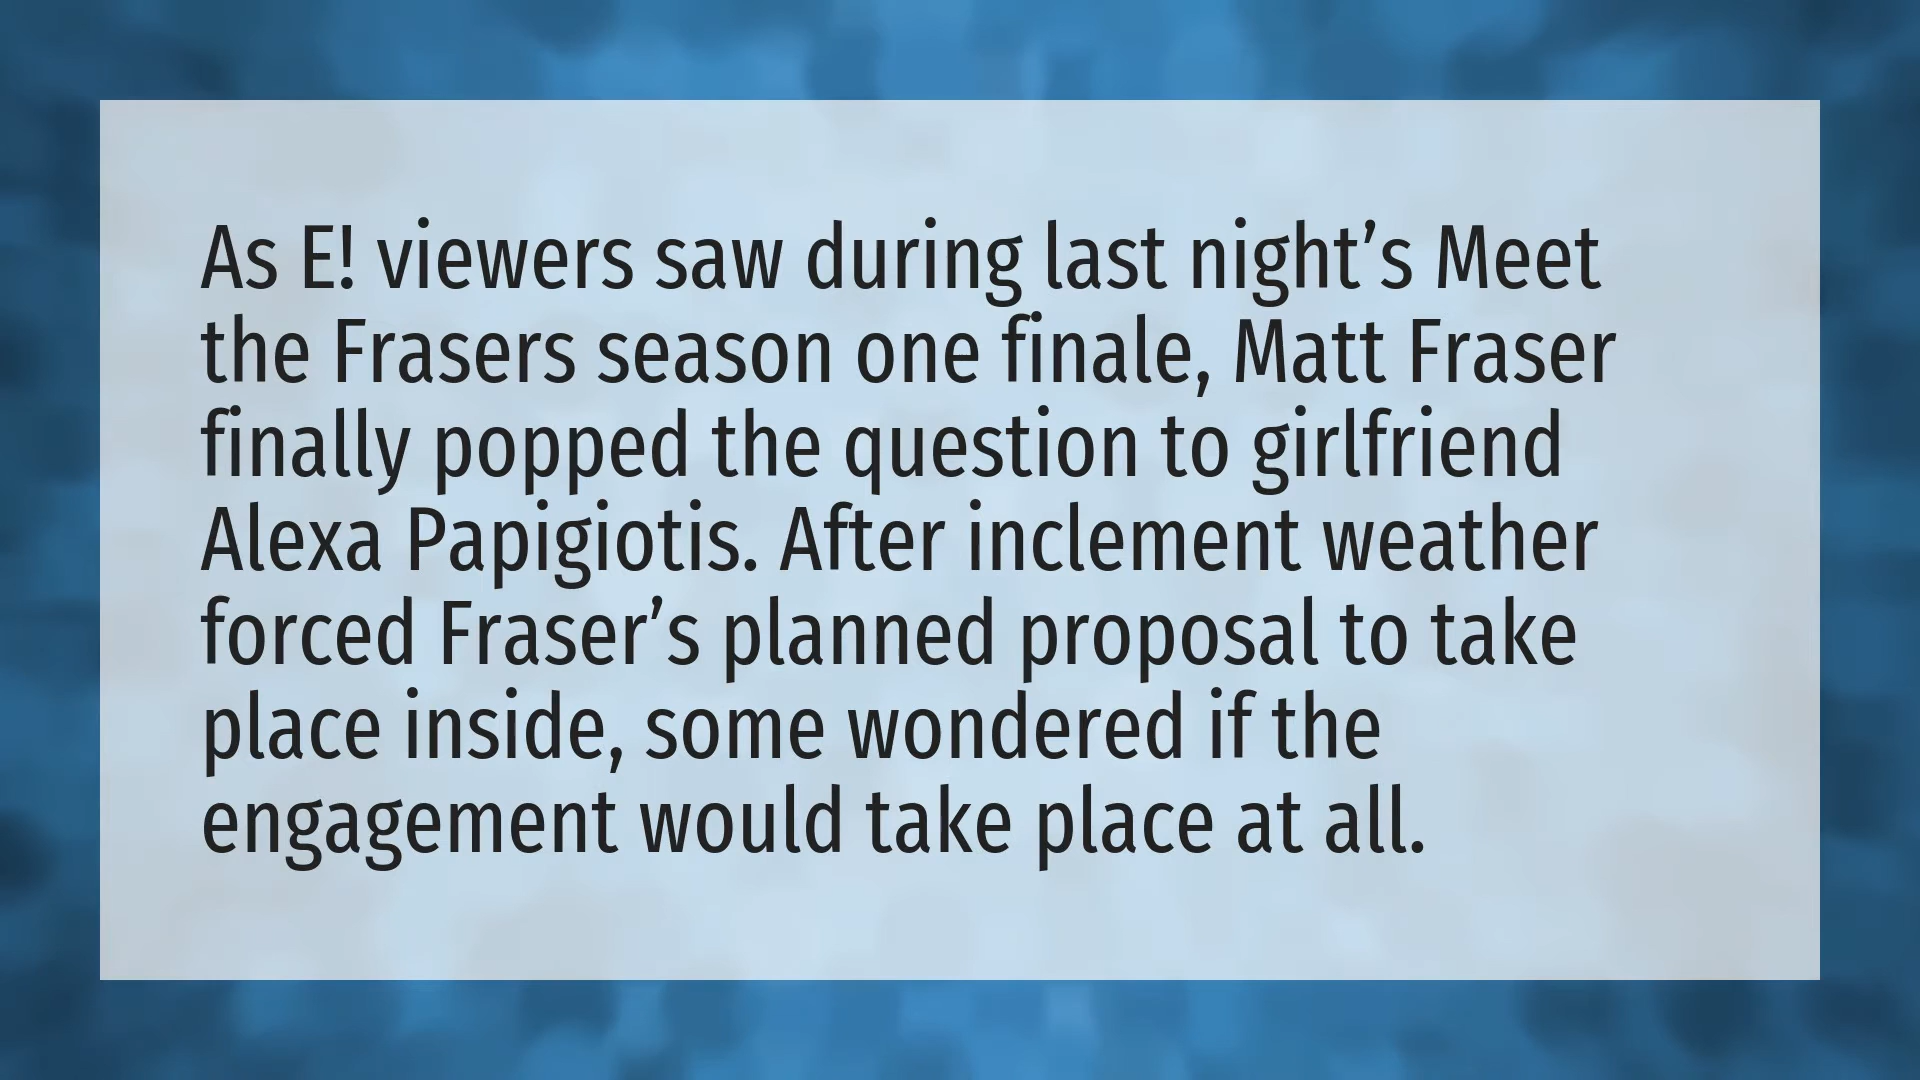 As E! viewers saw during last night’s Meet
the Frasers season one finale, Matt Fraser
finally popped the question to girlfriend
Alexa Papigiotis. After inclement weather
forced Fraser’s planned proposal to take
place inside, some wondered if the
engagement would take place at all.